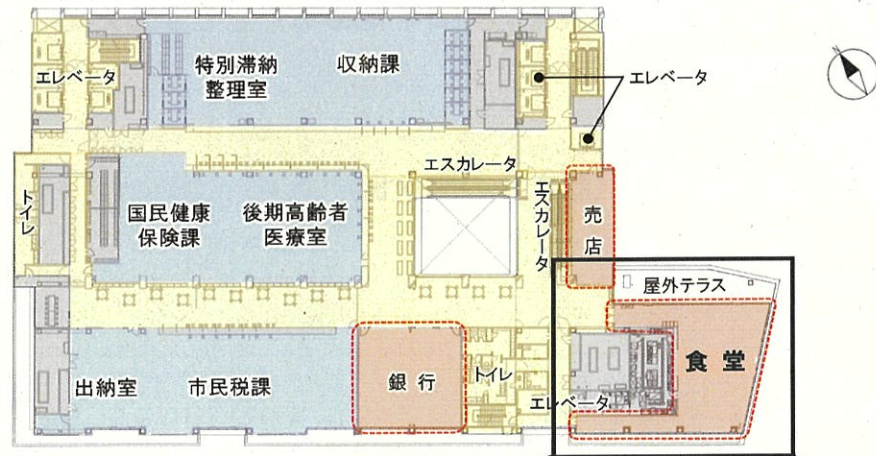 エレベータ
特別滞納
整理室
収納課
エレベータ
エスカレータ
トイレ
国民健康
保険課
後期高齢者
医療室
エスカレータ
売店
屋外テラス
出納室
市民税課
銀行
トイレ
エレベータ
食堂